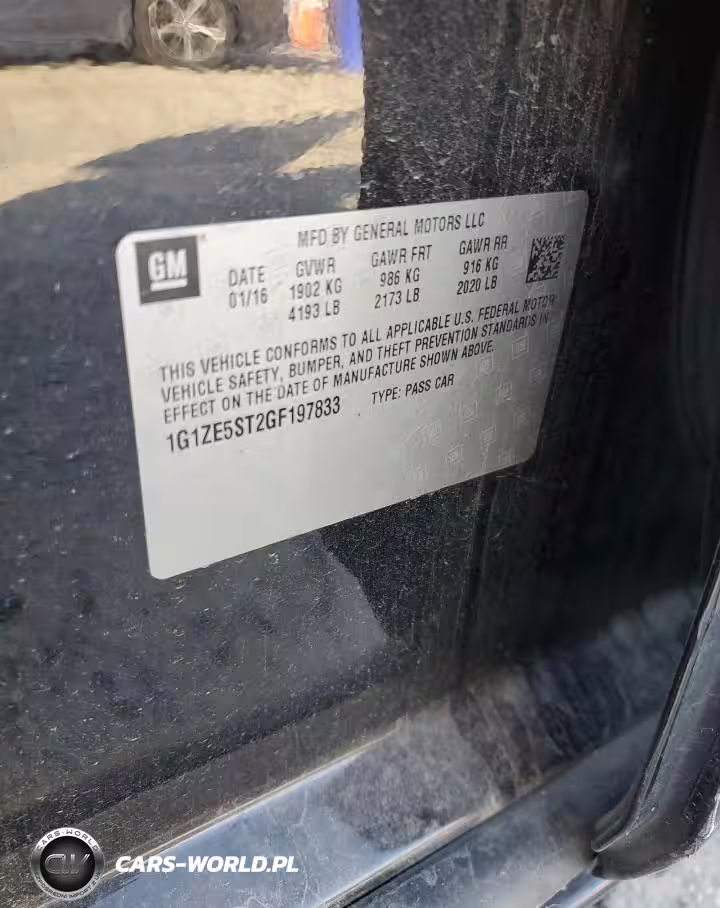 MFD BY GENERAL MOTORS LLC
GM
DATE GVWR GAWR FRT GAWR RR
01/16 1902 KG 986 KG 916 KG
4193 LB 2173 LB 2020 LB
THIS VEHICLE CONFORMS TO ALL APPLICABLE U.S. FEDERAL MOTOR
VEHICLE SAFETY, BUMPER, AND THEFT PREVENTION STANDARDS IN
EFFECT ON THE DATE OF MANUFACTURE SHOWN ABOVE.
1G1ZE5ST2GF197833 TYPE: PASS CAR
CARS-WORLD
CARS-WORLD.PL